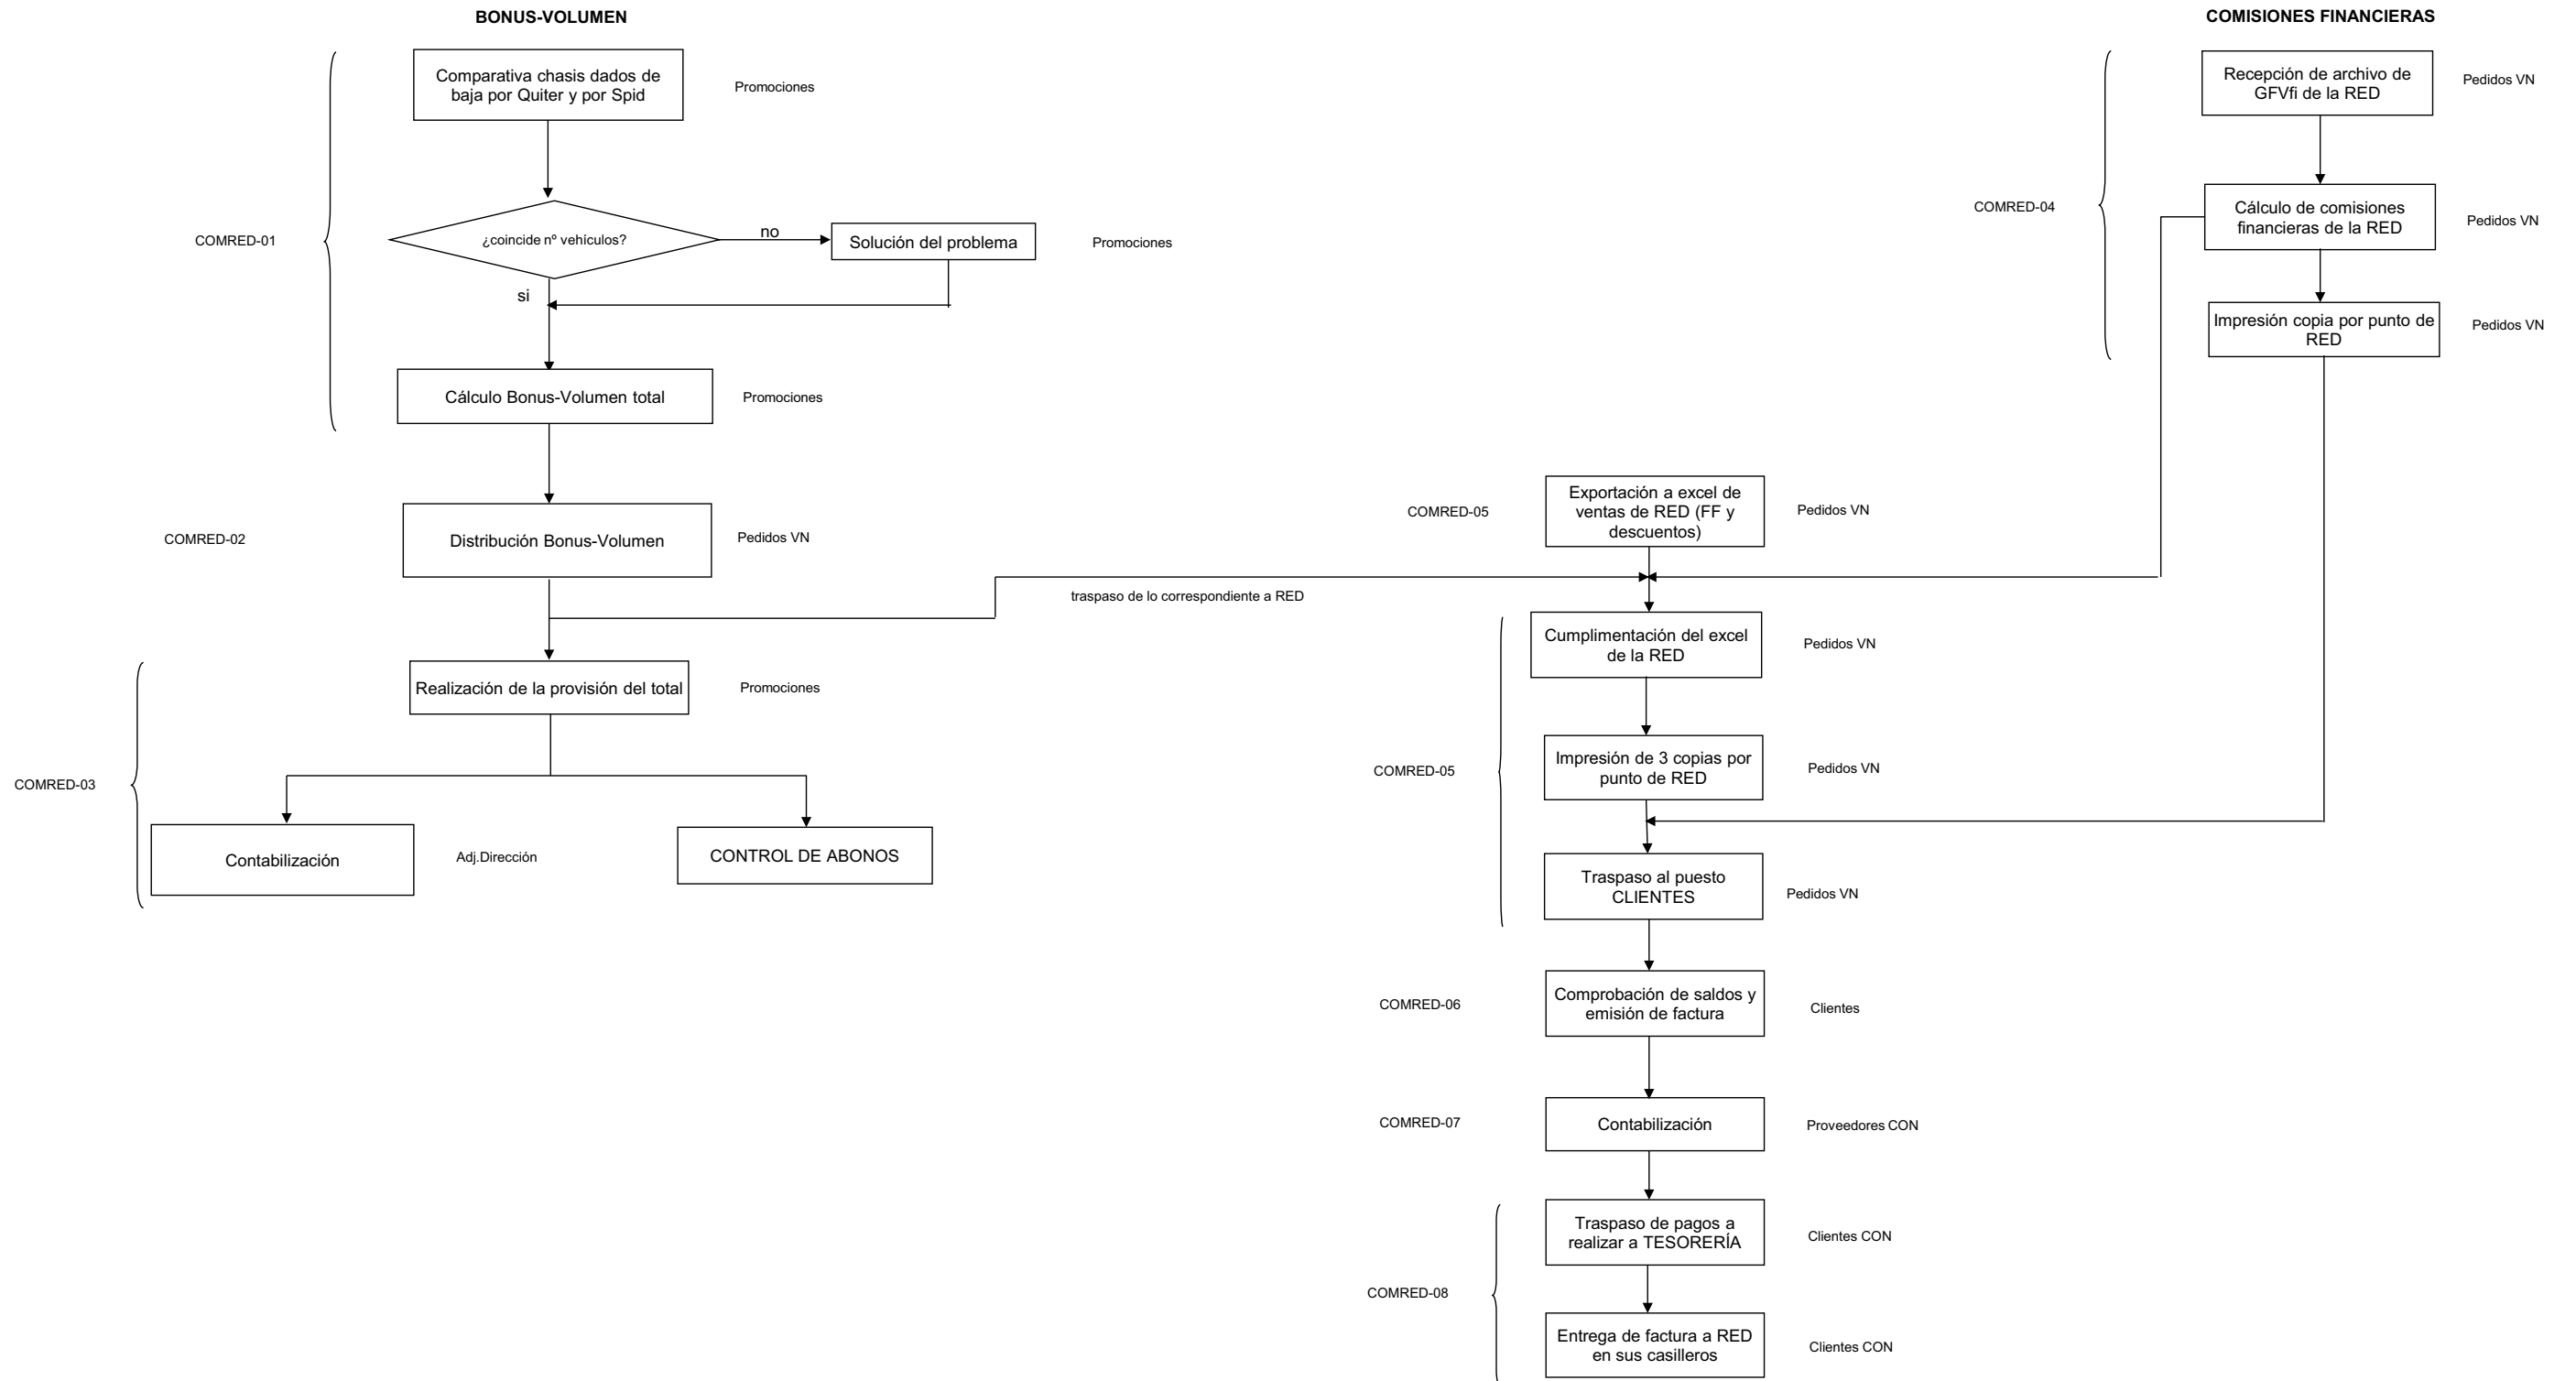 BONUS-VOLUMEN
COMISIONES FINANCIERAS
Comparativa chasis dados de
baja por Quiter y por Spid
Promociones
COMRED-01
¿coincide nº vehículos?
no
Solución del problema
Promociones
si
Cálculo Bonus-Volumen total
Promociones
COMRED-02
Distribución Bonus-Volumen
Pedidos VN
traspaso de lo correspondiente a RED
COMRED-03
Realización de la provisión del total
Promociones
Contabilización
Adj.Dirección
CONTROL DE ABONOS
COMRED-04
Recepción de archivo de
GFVfi de la RED
Pedidos VN
Cálculo de comisiones
financieras de la RED
Pedidos VN
Impresión copia por punto de
RED
Pedidos VN
COMRED-05
Exportación a excel de
ventas de RED (FF y
descuentos)
Pedidos VN
Cumplimentación del excel
de la RED
Pedidos VN
COMRED-05
Impresión de 3 copias por
punto de RED
Pedidos VN
Traspaso al puesto
CLIENTES
Pedidos VN
COMRED-06
Comprobación de saldos y
emisión de factura
Clientes
COMRED-07
Contabilización
Proveedores CON
Traspaso de pagos a
realizar a TESORERÍA
Clientes CON
COMRED-08
Entrega de factura a RED
en sus casilleros
Clientes CON